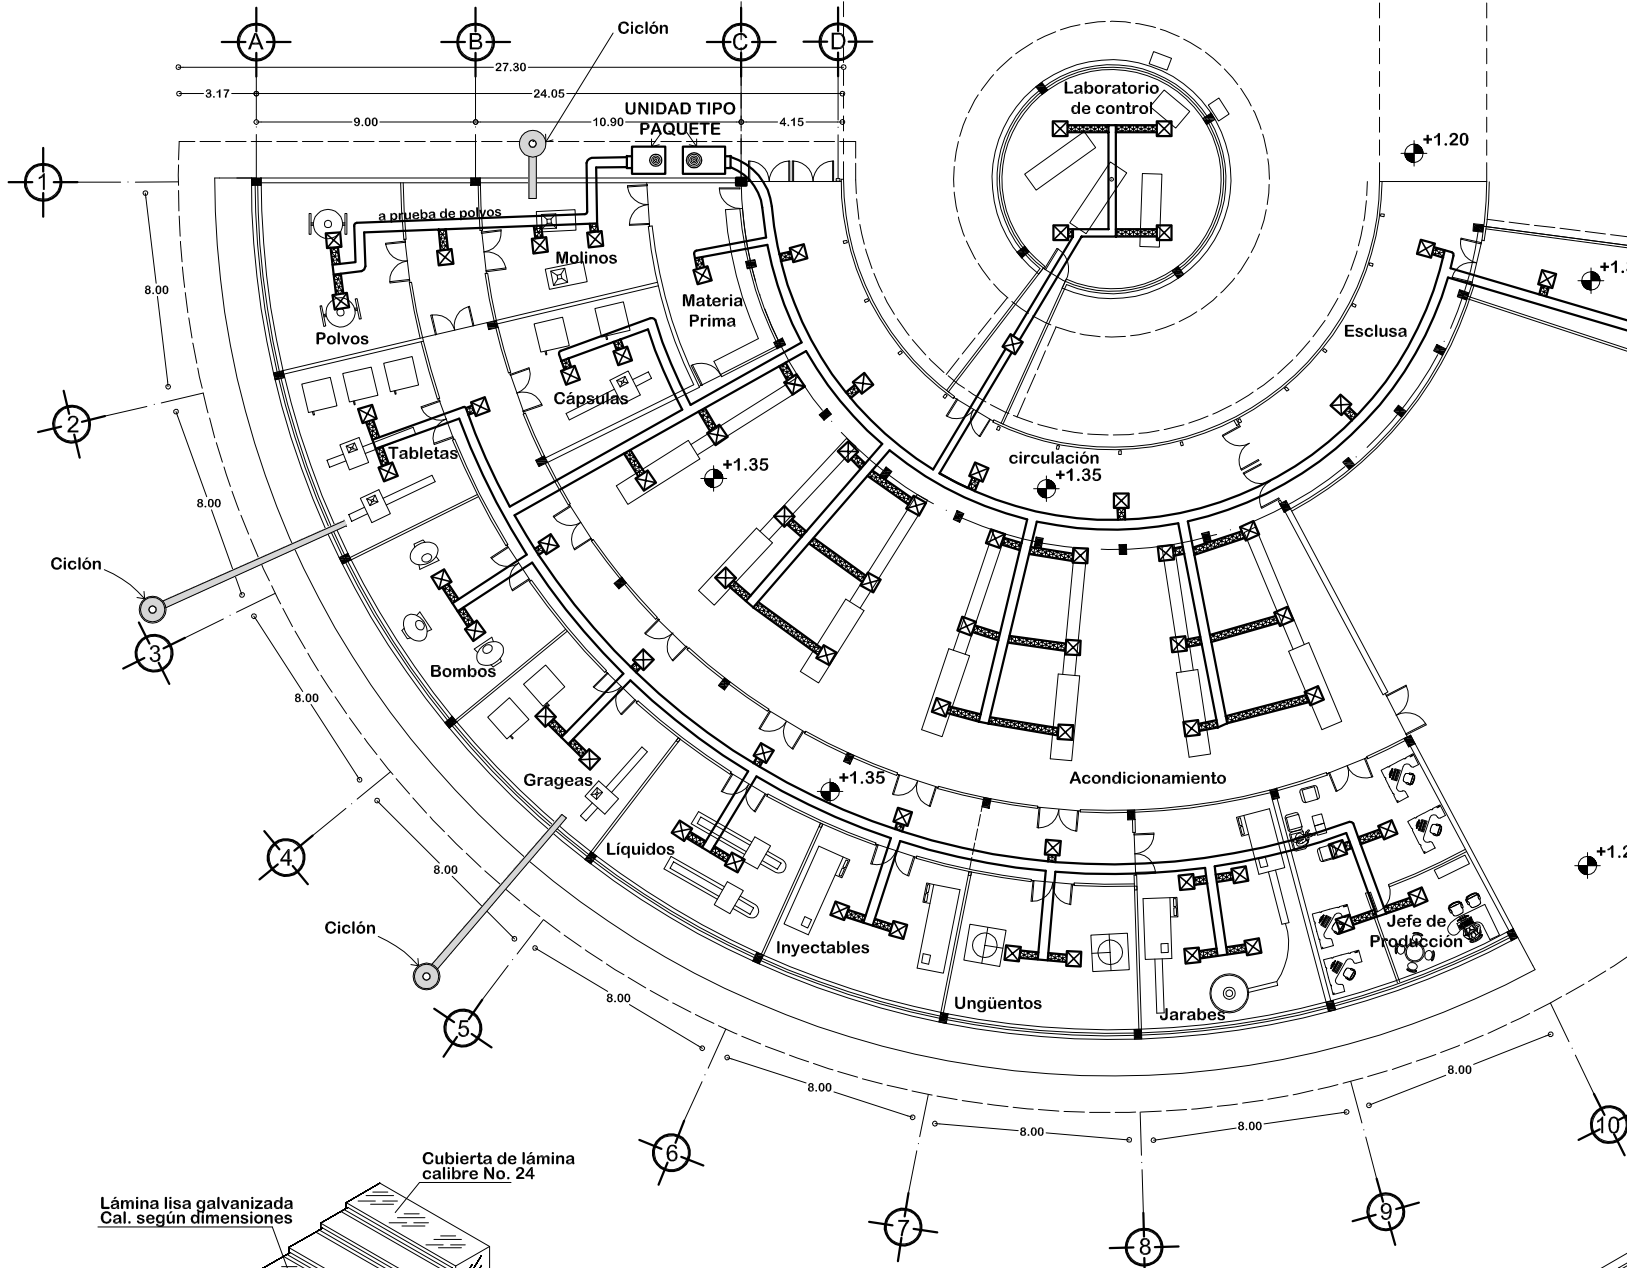 A
B
C
D
Ciclón
27.30
3.17
24.05
UNIDAD TIPO
PAQUETE
9.00
10.90
4.15
Laboratorio
de control
+1.20
1
a prueba de polvos
8.00
Molinos
Materia
Prima
Polvos
Esclusa
2
Cápsulas
Tabletas
8.00
+1.35
circulación
+1.35
Ciclón
3
Bombos
8.00
Grageas
+1.35
Acondicionamiento
4
Líquidos
8.00
Ciclón
Inyectables
Jefe de
Producción
Ungüentos
Jarabes
5
8.00
6
8.00
8.00
8.00
8.00
7
8
9
10
Cubierta de lámina
calibre No. 24
Lámina lisa galvanizada
Cal. según dimensiones